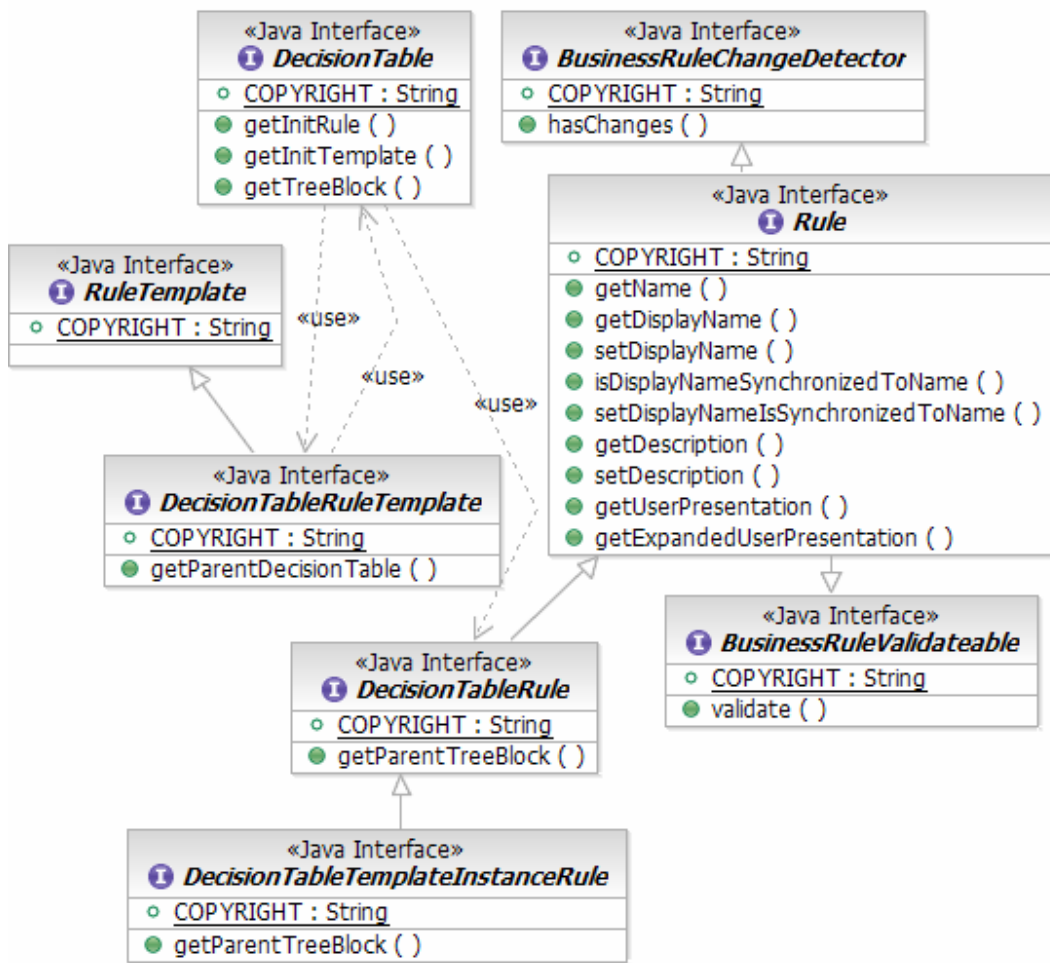 «Java Interface»
DecisionTable
COPYRIGHT : String
getInitRule ( )
getInitTemplate ( )
getTreeBlock ( )
«Java Interface»
BusinessRuleChangeDetector
COPYRIGHT : String
hasChanges ( )
«Java Interface»
Rule
COPYRIGHT : String
getName ( )
getDisplayName ( )
setDisplayName ( )
isDisplayNameSynchronizedToName ( )
setDisplayNameIsSynchronizedToName ( )
getDescription ( )
setDescription ( )
getUserPresentation ( )
getExpandedUserPresentation ( )
«Java Interface»
RuleTemplate
COPYRIGHT : String
«use»
«use»
«use»
«Java Interface»
DecisionTableRuleTemplate
COPYRIGHT : String
getParentDecisionTable ( )
«Java Interface»
BusinessRuleValidateable
COPYRIGHT : String
validate ( )
«Java Interface»
DecisionTableRule
COPYRIGHT : String
getParentTreeBlock ( )
«Java Interface»
DecisionTableTemplateInstanceRule
COPYRIGHT : String
getParentTreeBlock ( )